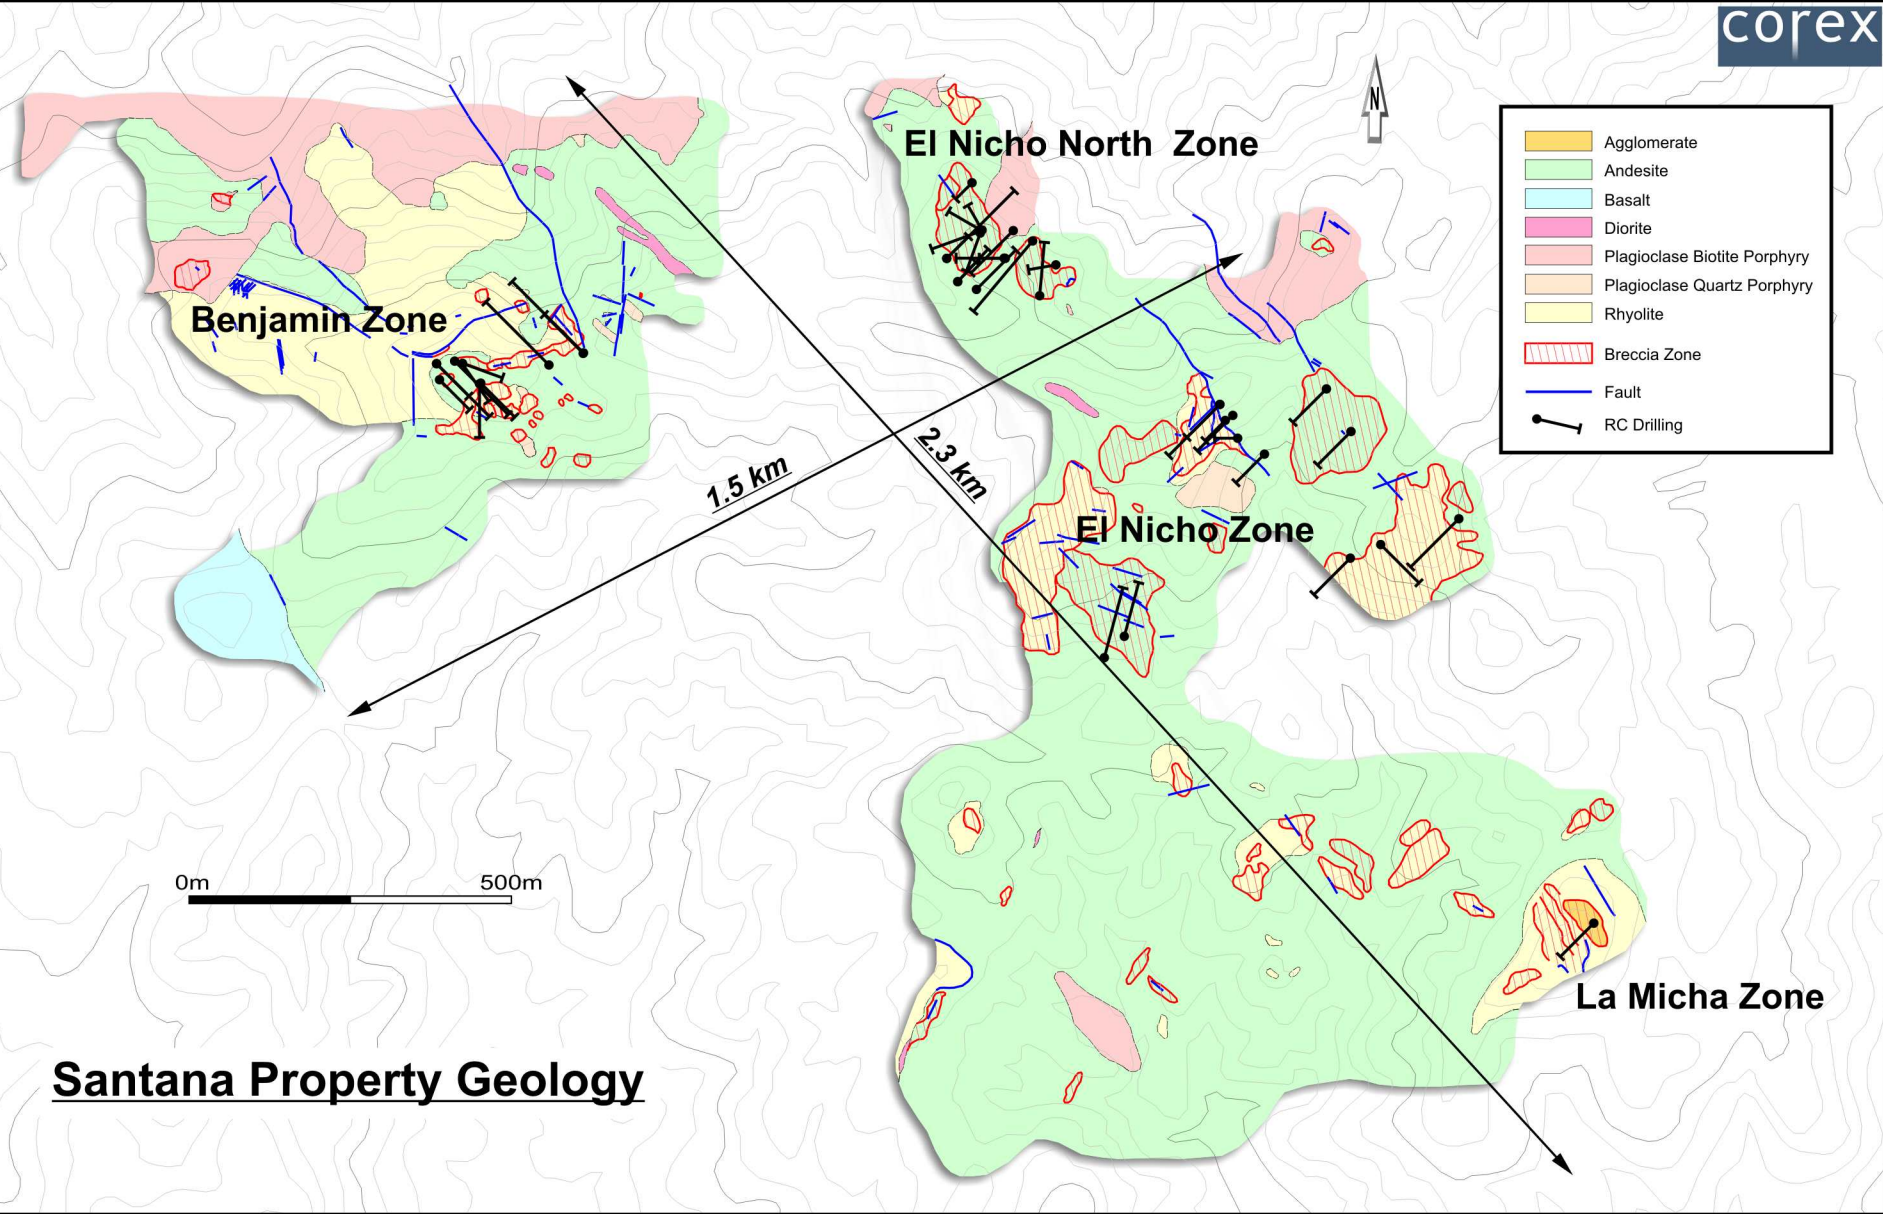 corex
N
El Nicho North Zone
Agglomerate
Andesite
Basalt
Diorite
Plagioclase Biotite Porphyry
Plagioclase Quartz Porphyry
Rhyolite
Breccia Zone
Fault
RC Drilling
Benjamin Zone
1.5 km
2.3 km
El Nicho Zone
0m
500m
La Micha Zone
Santana Property Geology